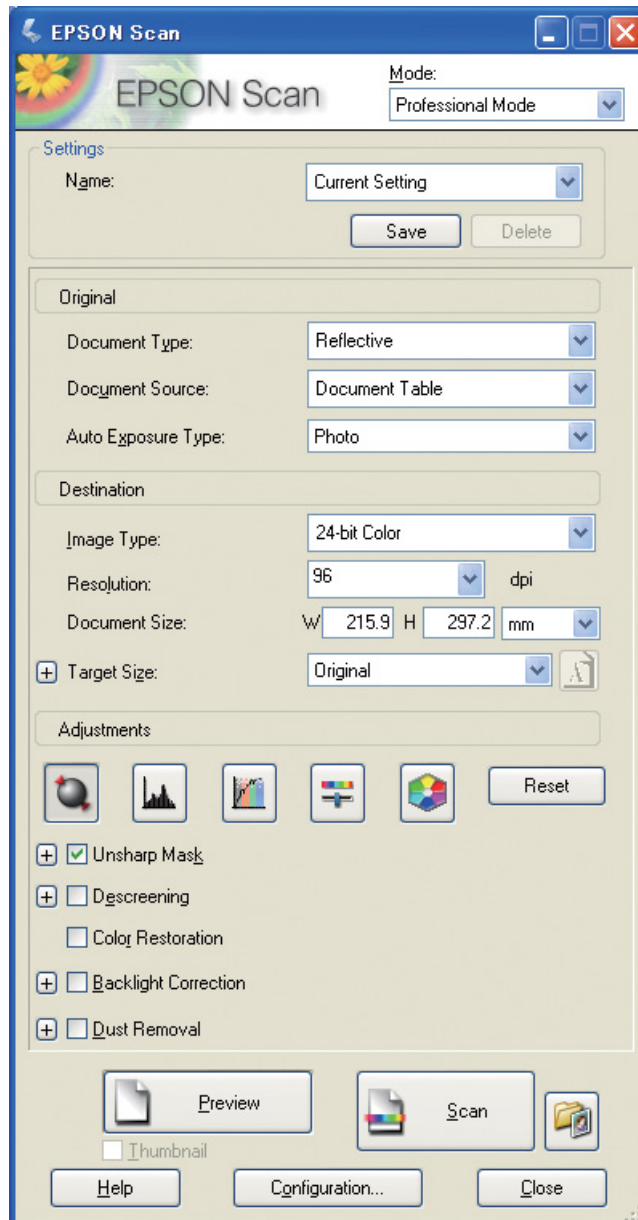 EPSON Scan
EPSON Scan
Mode:
Professional Mode
Settings
Name: Current Setting
Save Delete
Original
Document Type: Reflective
Document Source: Document Table
Auto Exposure Type: Photo
Destination
Image Type: 24-bit Color
Resolution: 96 dpi
Document Size: W 215.9 H 297.2 mm
Target Size: Original A
Adjustments
Reset
Unsharp Mask
Descreening
Color Restoration
Backlight Correction
Dust Removal
Preview Scan
Thumbnail
Help Configuration... Close